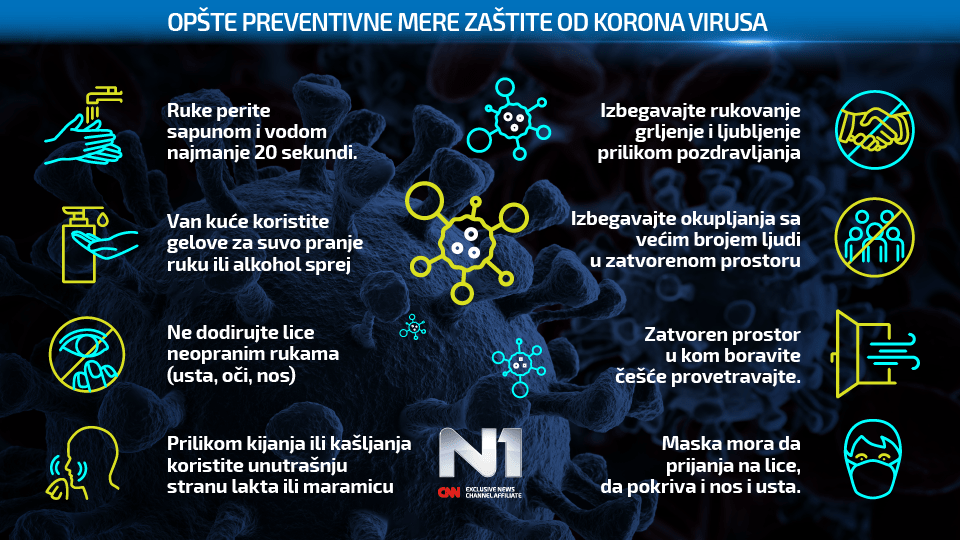 OPŠTE PREVENTIVNE MERE ZAŠTITE OD KORONA VIRUSA
Ruke perite
sapunom i vodom
najmanje 20 sekundi.
Van kuće koristite
gelove za suvo pranje
ruku ili alkohol sprej
Ne dodirujte lice
neopranim rukama
(usta, oči, nos)
Prilikom kijanja ili kašljanja
koristite unutrašnju
stranu lakta ili maramicu
Izbegavajte rukovanje
grljenje i ljubljenje
prilikom pozdravljanja
Izbegavajte okupljanja sa
većim brojem ljudi
u zatvorenom prostoru
Zatvoren prostor
u kom boravite
češće provetravajte.
Maska mora da
prijanja na lice,
da pokriva i nos i usta.
N1
CNN EXCLUSIVE NEWS
CHANNEL AFFILIATE